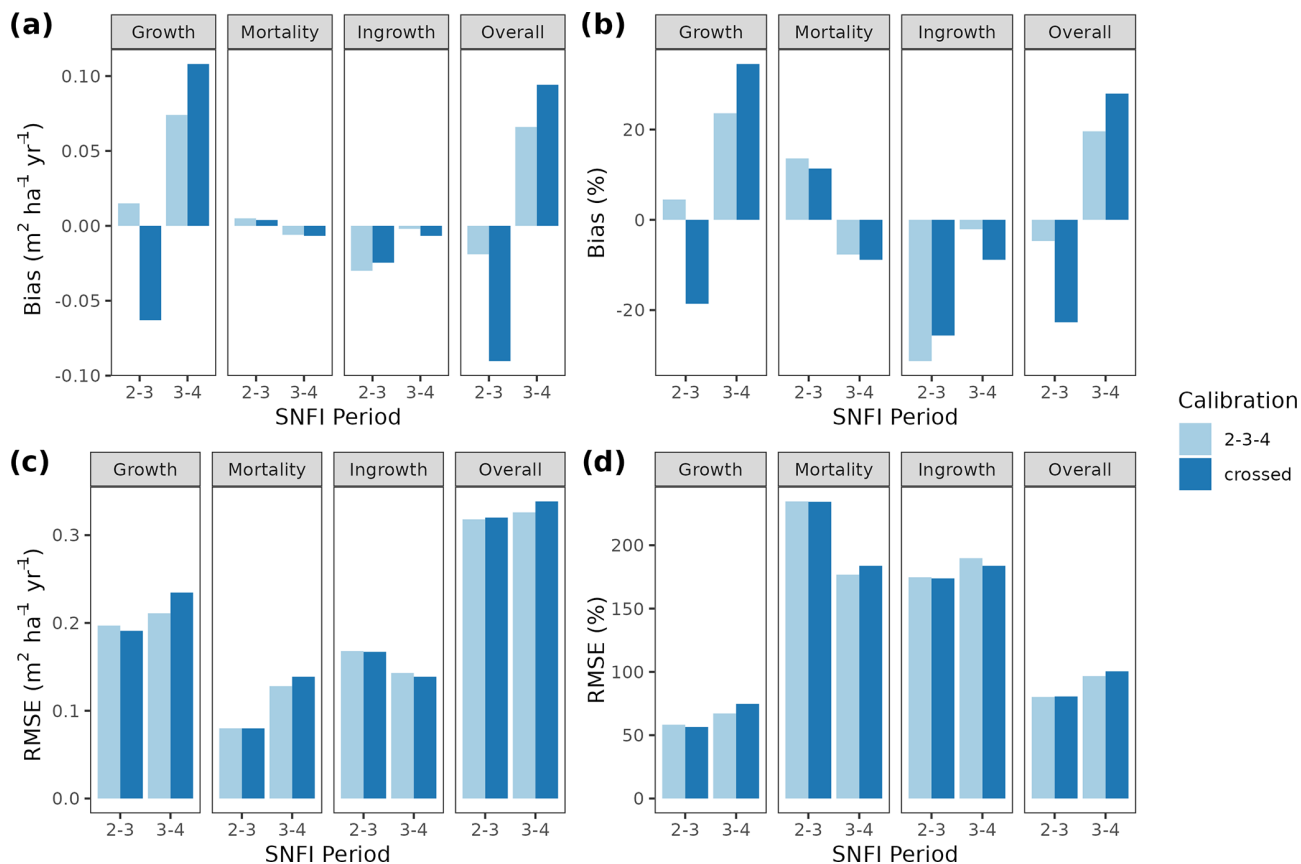 (a)
Growth Mortality Ingrowth Overall
Bias (m² ha⁻¹ yr⁻¹)
0.10
0.05
0.00
-0.05
-0.10
2-3 3-4 2-3 3-4 2-3 3-4 2-3 3-4
SNFI Period
(b)
Growth Mortality Ingrowth Overall
Bias (%)
20
0
-20
2-3 3-4 2-3 3-4 2-3 3-4 2-3 3-4
SNFI Period
Calibration
2-3-4
crossed
(c)
Growth Mortality Ingrowth Overall
RMSE (m² ha⁻¹ yr⁻¹)
0.3
0.2
0.1
0.0
2-3 3-4 2-3 3-4 2-3 3-4 2-3 3-4
SNFI Period
(d)
Growth Mortality Ingrowth Overall
RMSE (%)
200
150
100
50
0
2-3 3-4 2-3 3-4 2-3 3-4 2-3 3-4
SNFI Period